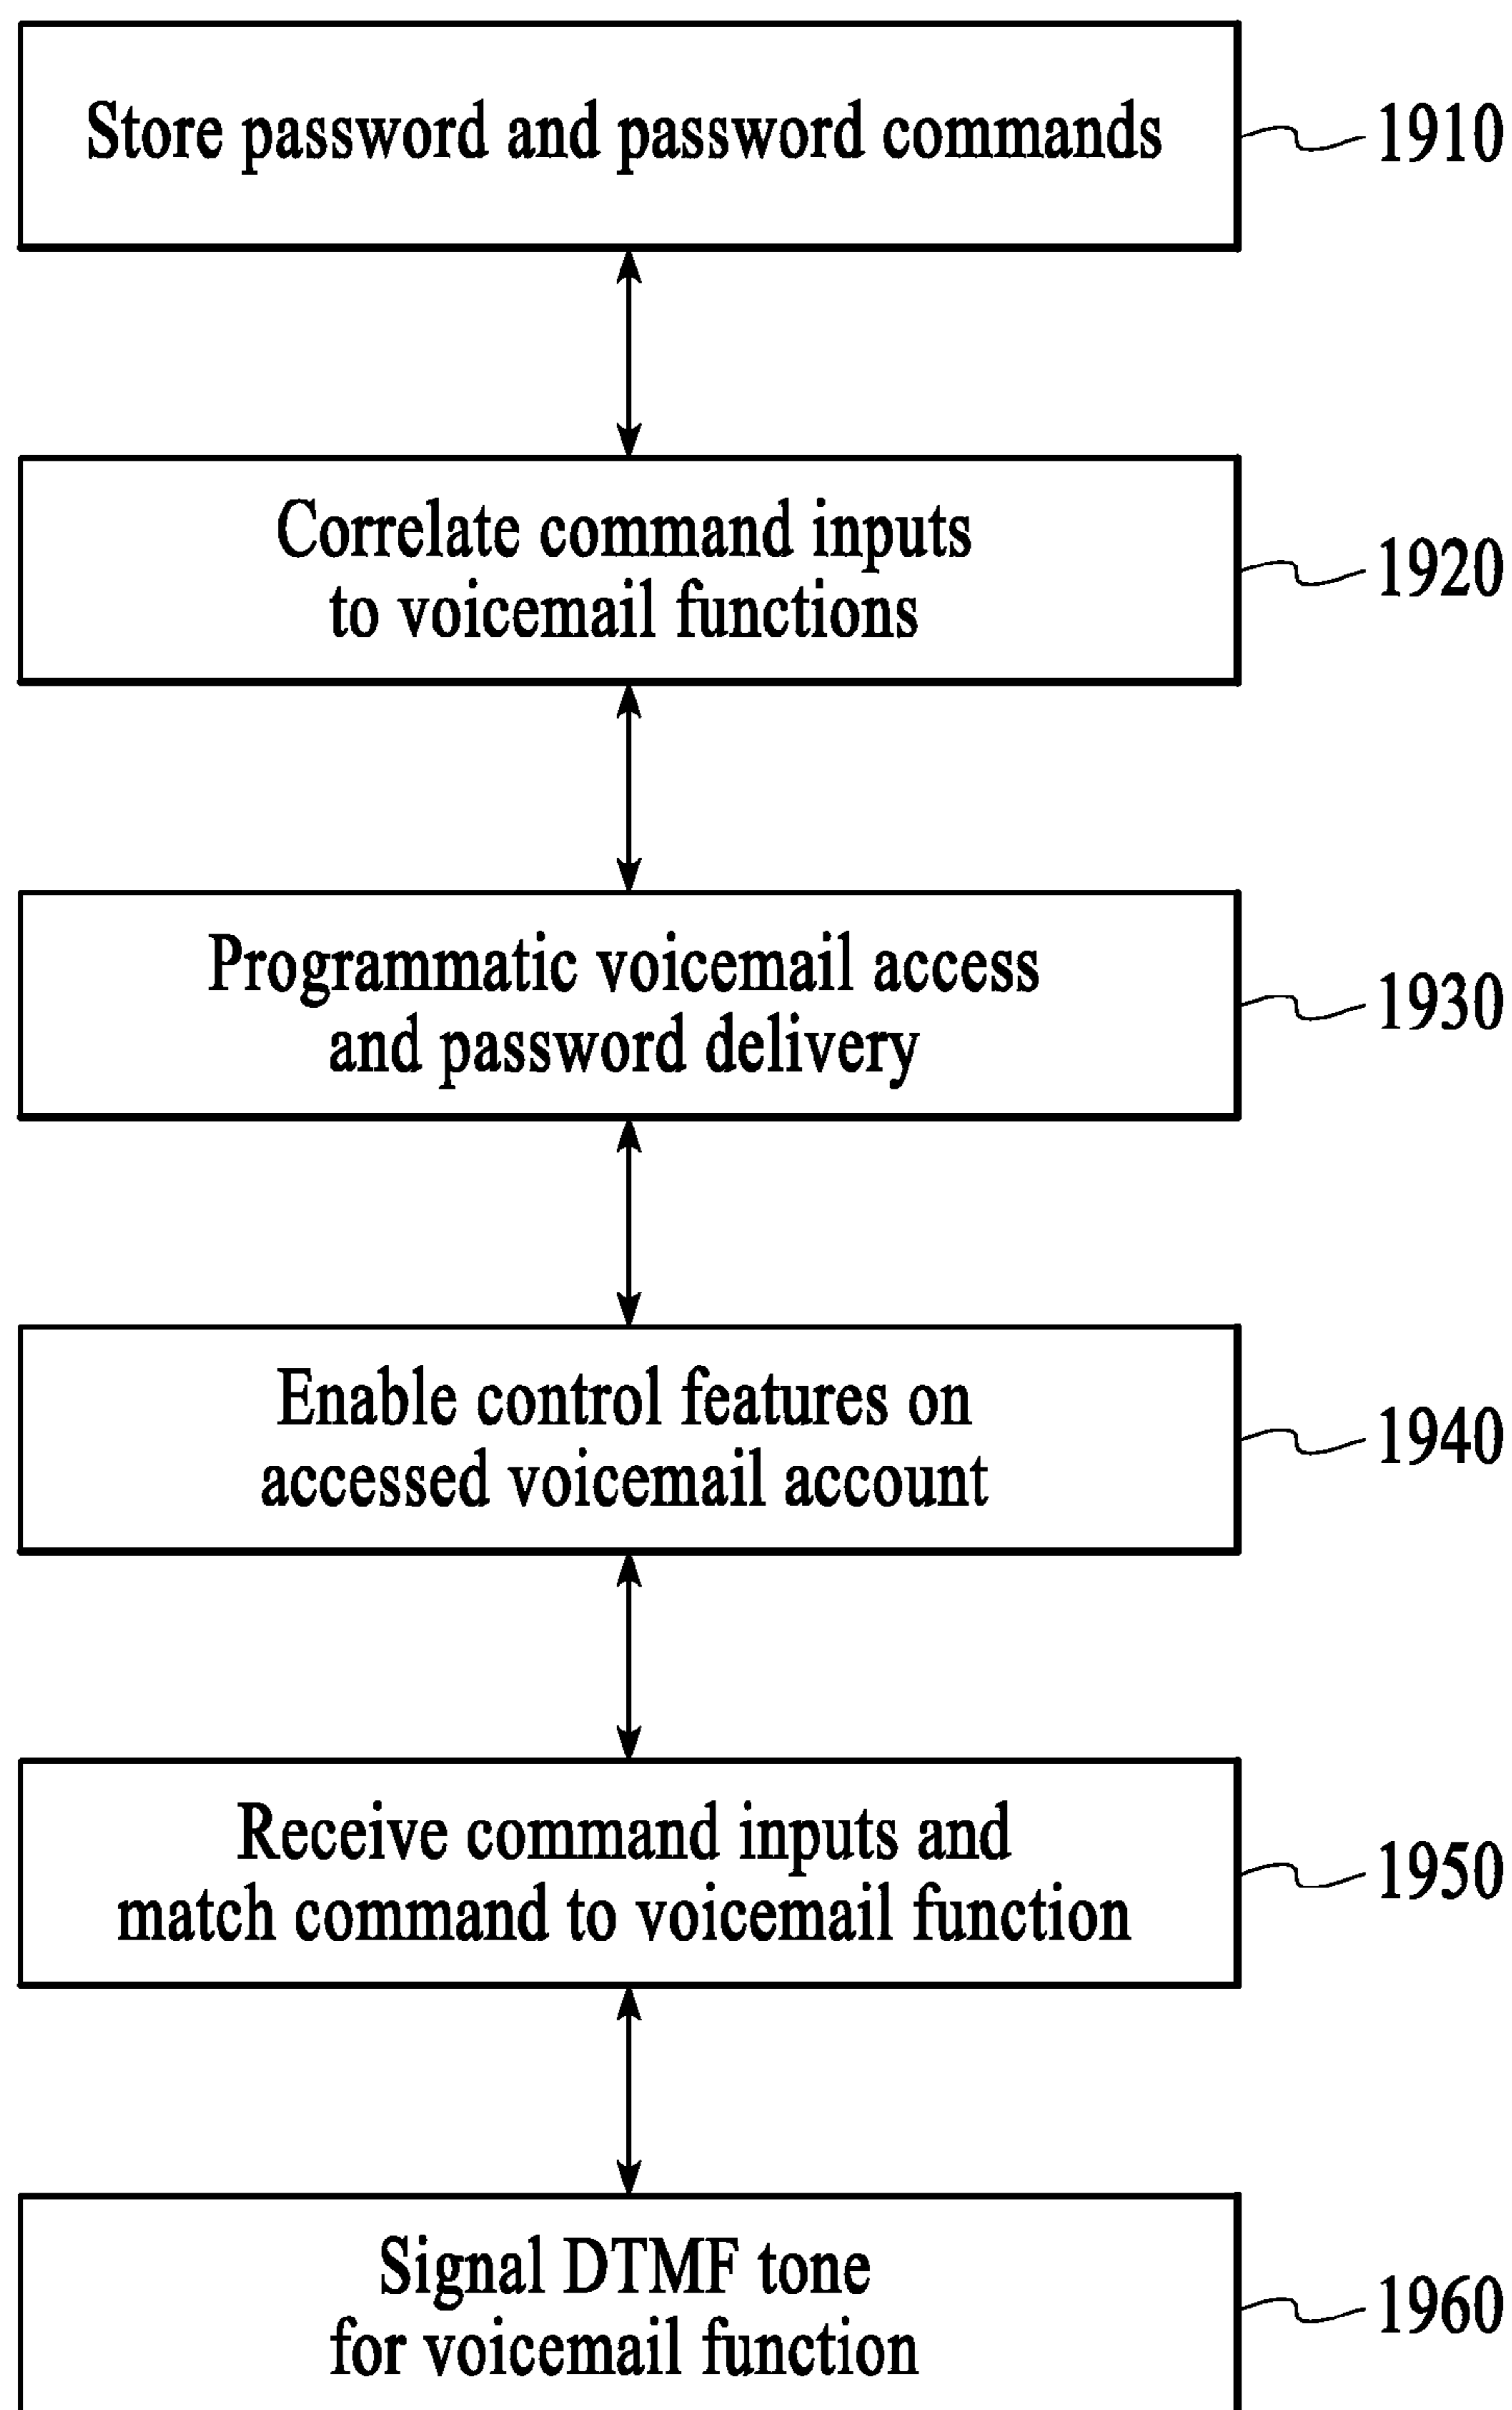 Store password and password commands
1910
Correlate command inputs
to voicemail functions
1920
Programmatic voicemail access
and password delivery
1930
Enable control features on
accessed voicemail account
1940
Receive command inputs and
match command to voicemail function
1950
Signal DTMF tone
for voicemail function
1960